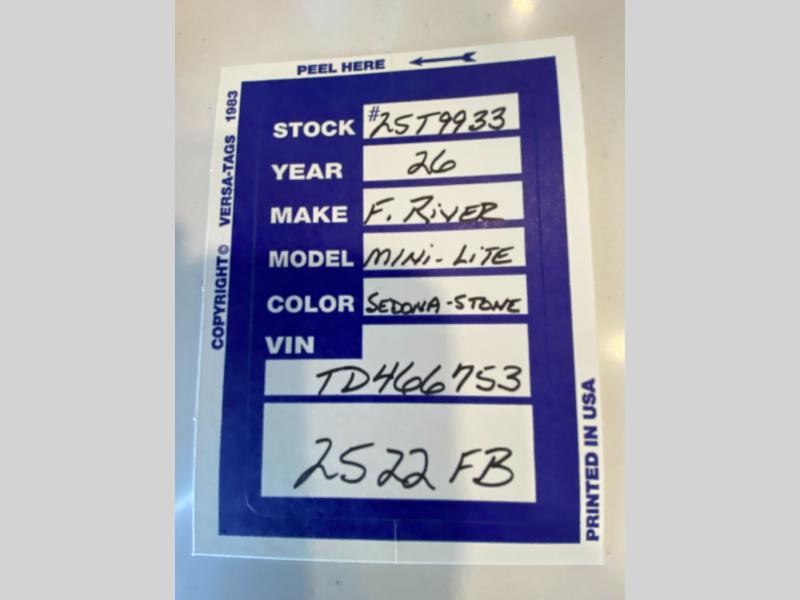 PEEL HERE
COPYRIGHT© VERSA-TAGS 1983
STOCK #25T9933
YEAR 26
MAKE F. RIVER
MODEL MINI-LITE
COLOR SEDONA-STONE
VIN
TD466753
2522 FB
PRINTED IN USA